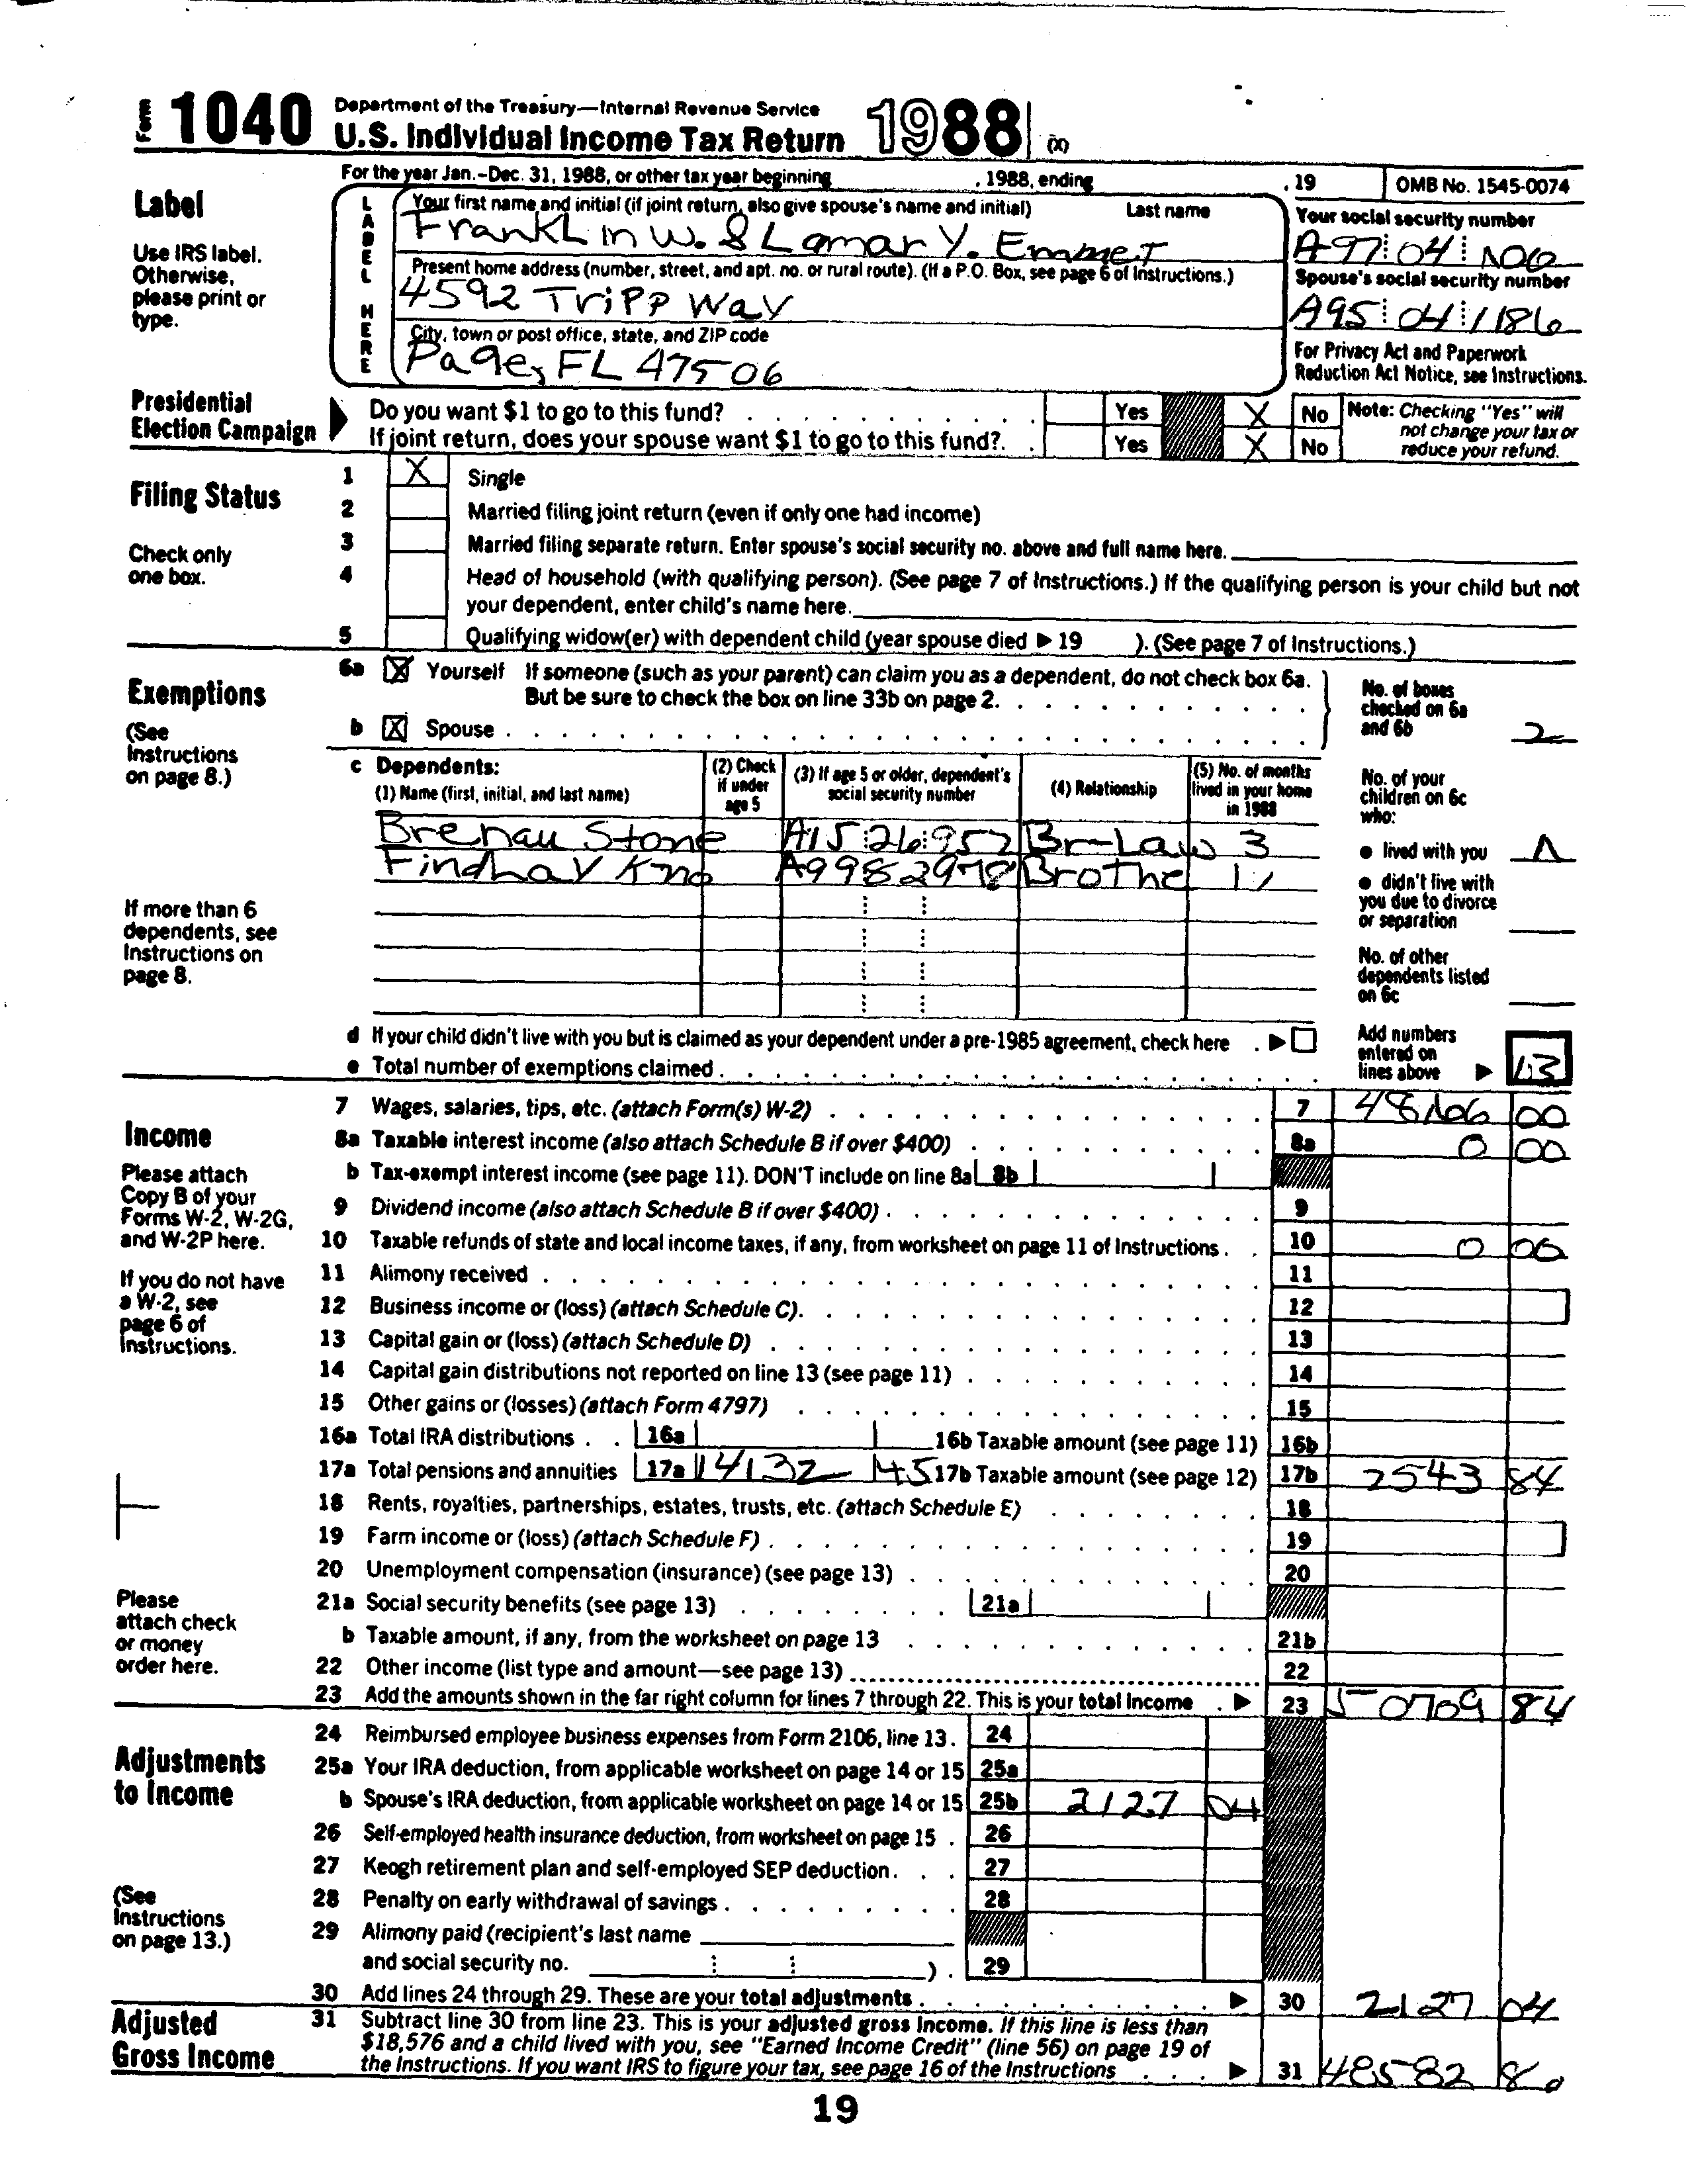 Form 1040 Department of the Treasury—Internal Revenue Service
U.S. Individual Income Tax Return 1988 (X)
For the year Jan.-Dec. 31, 1988, or other tax year beginning , 1988, ending , 19 OMB No. 1545-0074
Label
Use IRS label. Otherwise, please print or type.
LABEL HERE
Your first name and initial (if joint return, also give spouse's name and initial) Last name
Franklin W. & Lamar Y. Emmet
Present home address (number, street, and apt. no. or rural route). (If a P.O. Box, see page 6 of Instructions.)
4592 Tripp Way
City, town or post office, state, and ZIP code
Page, FL 47506
Your social security number
A97 04
Spouse's social security number
A95 04 1186
For Privacy Act and Paperwork
Reduction Act Notice, see Instructions.
Presidential
Election Campaign
Do you want $1 to go to this fund? Yes X No
If joint return, does your spouse want $1 to go to this fund? Yes X No
Note: Checking "Yes" will
not change your tax or
reduce your refund.
Filing Status
Check only
one box.
1 X Single
2 Married filing joint return (even if only one had income)
3 Married filing separate return. Enter spouse's social security no. above and full name here.
4 Head of household (with qualifying person). (See page 7 of Instructions.) If the qualifying person is your child but not
your dependent, enter child's name here.
5 Qualifying widow(er) with dependent child (year spouse died ▶ 19 ). (See page 7 of Instructions.)
Exemptions
(See
Instructions
on page 8.)
6a X Yourself If someone (such as your parent) can claim you as a dependent, do not check box 6a.
But be sure to check the box on line 33b on page 2.
b X Spouse
No. of boxes
checked on 6a
and 6b 2
c Dependents:
(1) Name (first, initial, and last name)
(2) Check
if under
age 5
(3) If age 5 or older, dependent's
social security number
(4) Relationship
(5) No. of months
lived in your home
in 1988
Brenau Stone A15 26 957 Br-Law 3
Findlay A9982978 Brothe
If more than 6
dependents, see
Instructions on
page 8.
No. of your
children on 6c
who:
● lived with you
● didn't live with
you due to divorce
or separation
No. of other
dependents listed
on 6c
d If your child didn't live with you but is claimed as your dependent under a pre-1985 agreement, check here ▶
e Total number of exemptions claimed
Add numbers
entered on
lines above ▶
Income
Please attach
Copy B of your
Forms W-2, W-2G,
and W-2P here.
If you do not have
a W-2, see
page 6 of
Instructions.
Please
attach check
or money
order here.
7 Wages, salaries, tips, etc. (attach Form(s) W-2) 7 48166 00
8a Taxable interest income (also attach Schedule B if over $400) 8a 0 00
b Tax-exempt interest income (see page 11). DON'T include on line 8a 8b
9 Dividend income (also attach Schedule B if over $400) 9
10 Taxable refunds of state and local income taxes, if any, from worksheet on page 11 of Instructions. 10 0 00
11 Alimony received 11
12 Business income or (loss) (attach Schedule C) 12
13 Capital gain or (loss) (attach Schedule D) 13
14 Capital gain distributions not reported on line 13 (see page 11) 14
15 Other gains or (losses) (attach Form 4797) 15
16a Total IRA distributions 16a 16b Taxable amount (see page 11) 16b
17a Total pensions and annuities 17a 14132 45 17b Taxable amount (see page 12) 17b 2543 84
18 Rents, royalties, partnerships, estates, trusts, etc. (attach Schedule E) 18
19 Farm income or (loss) (attach Schedule F) 19
20 Unemployment compensation (insurance) (see page 13) 20
21a Social security benefits (see page 13) 21a
b Taxable amount, if any, from the worksheet on page 13 21b
22 Other income (list type and amount—see page 13) 22
23 Add the amounts shown in the far right column for lines 7 through 22. This is your total income ▶ 23 50709 84
Adjustments
to Income
(See
Instructions
on page 13.)
24 Reimbursed employee business expenses from Form 2106, line 13. 24
25a Your IRA deduction, from applicable worksheet on page 14 or 15 25a
b Spouse's IRA deduction, from applicable worksheet on page 14 or 15 25b 2127 04
26 Self-employed health insurance deduction, from worksheet on page 15 26
27 Keogh retirement plan and self-employed SEP deduction 27
28 Penalty on early withdrawal of savings 28
29 Alimony paid (recipient's last name
and social security no. ) 29
30 Add lines 24 through 29. These are your total adjustments ▶ 30 2127 04
Adjusted
Gross Income
31 Subtract line 30 from line 23. This is your adjusted gross income. If this line is less than
$18,576 and a child lived with you, see "Earned Income Credit" (line 56) on page 19 of
the Instructions. If you want IRS to figure your tax, see page 16 of the Instructions ▶ 31 48582 80
19